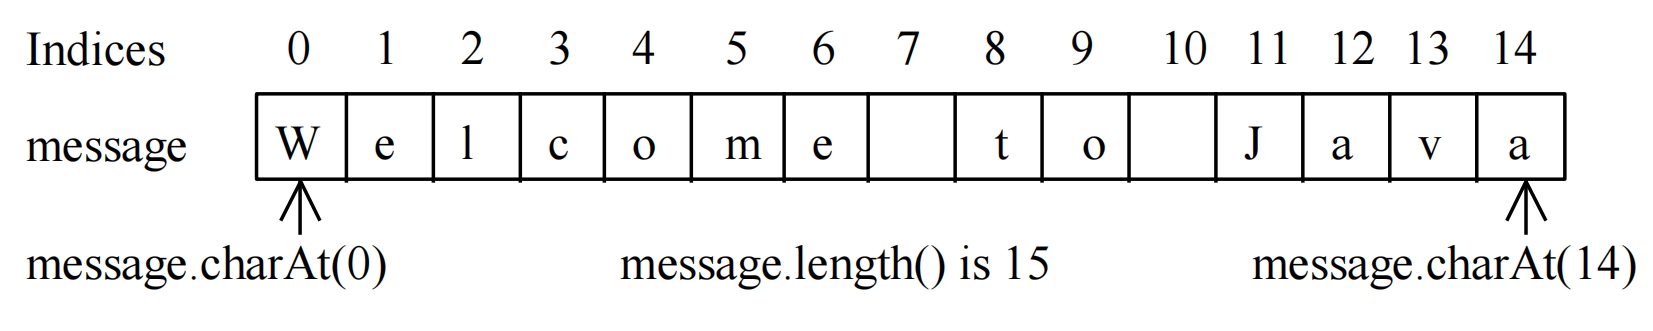 Indices 0 1 2 3 4 5 6 7 8 9 10 11 12 13 14
message W e l c o m e t o J a v a
message.charAt(0) message.length() is 15 message.charAt(14)